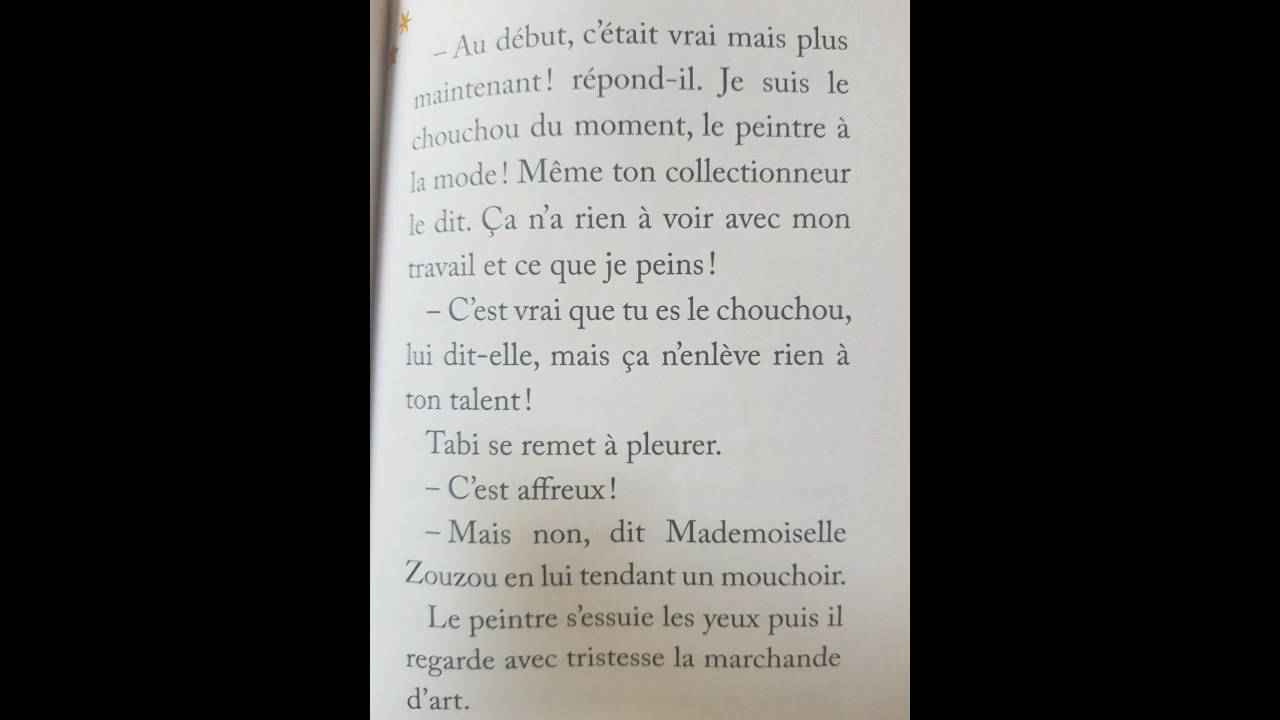 – Au début, c’était vrai mais plus
maintenant ! répond-il. Je suis le
chouchou du moment, le peintre à
la mode ! Même ton collectionneur
le dit. Ça n’a rien à voir avec mon
travail et ce que je peins !
– C’est vrai que tu es le chouchou,
lui dit-elle, mais ça n’enlève rien à
ton talent !
Tabi se remet à pleurer.
– C’est affreux !
– Mais non, dit Mademoiselle
Zouzou en lui tendant un mouchoir.
Le peintre s’essuie les yeux puis il
regarde avec tristesse la marchande
d’art.